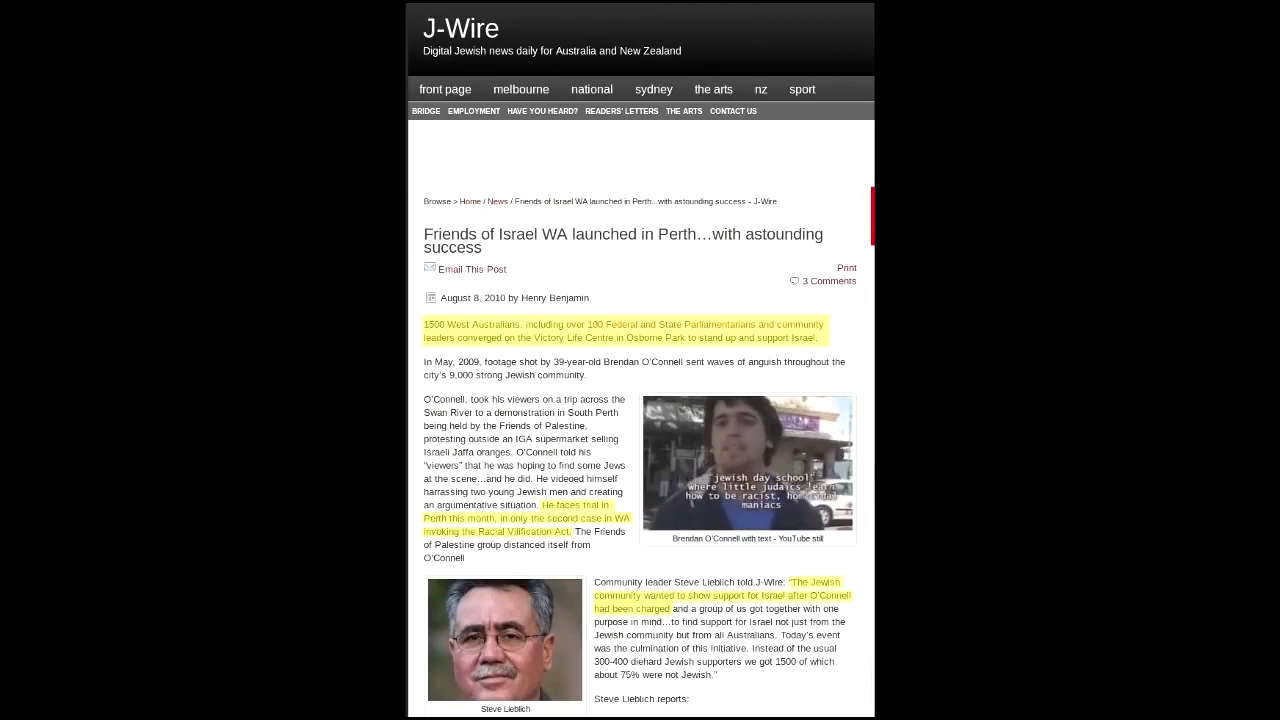 J-Wire
Digital Jewish news daily for Australia and New Zealand
front page melbourne national sydney the arts nz sport
BRIDGE EMPLOYMENT HAVE YOU HEARD? READERS' LETTERS THE ARTS CONTACT US
Browse > Home / News / Friends of Israel WA launched in Perth…with astounding success - J-Wire
Friends of Israel WA launched in Perth…with astounding
success
Email This Post
Print
3 Comments
August 8, 2010 by Henry Benjamin
1500 West Australians, including over 100 Federal and State Parliamentarians and community
leaders converged on the Victory Life Centre in Osborne Park to stand up and support Israel.
In May, 2009, footage shot by 39-year-old Brendan O'Connell sent waves of anguish throughout the
city's 9,000 strong Jewish community.
O'Connell, took his viewers on a trip across the
Swan River to a demonstration in South Perth
being held by the Friends of Palestine,
protesting outside an IGA supermarket selling
Israeli Jaffa oranges. O'Connell told his
“viewers” that he was hoping to find some Jews
at the scene…and he did. He videoed himself
harrassing two young Jewish men and creating
an argumentative situation. He faces trial in
Perth this month, in only the second case in WA
invoking the Racial Vilification Act. The Friends
of Palestine group distanced itself from
O'Connell
"jewish day school"
where little judaics learn
how to be racist, homicidal
maniacs
Brendan O'Connell with text - YouTube still
Steve Lieblich
Community leader Steve Lieblich told J-Wire: “The Jewish
community wanted to show support for Israel after O'Connell
had been charged and a group of us got together with one
purpose in mind…to find support for Israel not just from the
Jewish community but from all Australians. Today's event
was the culmination of this initiative. Instead of the usual
300-400 diehard Jewish supporters we got 1500 of which
about 75% were not Jewish.”
Steve Lieblich reports: